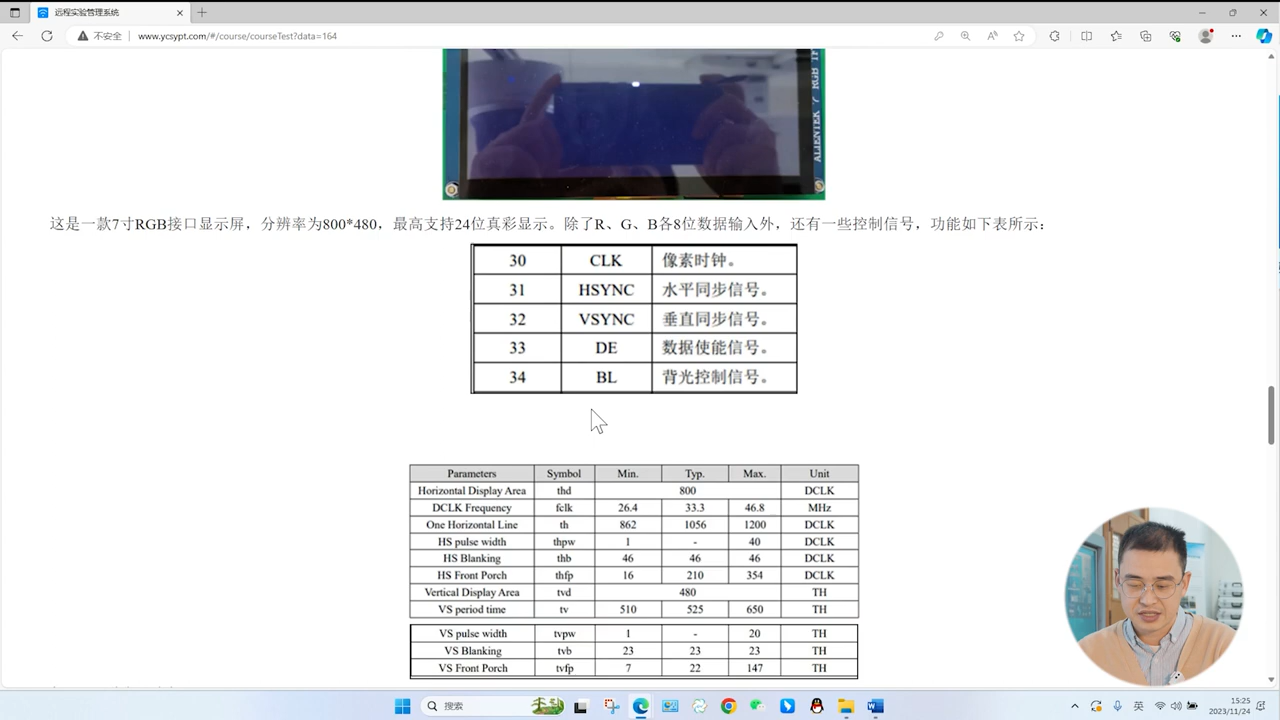 远程实验管理系统
不安全 www.ycsypt.com/#/course/courseTest?data=164
ALIENTEK 7 RGB
这是一款7寸RGB接口显示屏，分辨率为800*480，最高支持24位真彩显示。除了R、G、B各8位数据输入外，还有一些控制信号，功能如下表所示：
30 CLK 像素时钟。
31 HSYNC 水平同步信号。
32 VSYNC 垂直同步信号。
33 DE 数据使能信号。
34 BL 背光控制信号。
Parameters Symbol Min. Typ. Max. Unit
Horizontal Display Area thd 800 DCLK
DCLK Frequency fclk 26.4 33.3 46.8 MHz
One Horizontal Line th 862 1056 1200 DCLK
HS pulse width thpw 1 - 40 DCLK
HS Blanking thb 46 46 46 DCLK
HS Front Porch thfp 16 210 354 DCLK
Vertical Display Area tvd 480 TH
VS period time tv 510 525 650 TH
VS pulse width tvpw 1 - 20 TH
VS Blanking tvb 23 23 23 TH
VS Front Porch tvfp 7 22 147 TH
搜索
英
15:25
2023/11/24